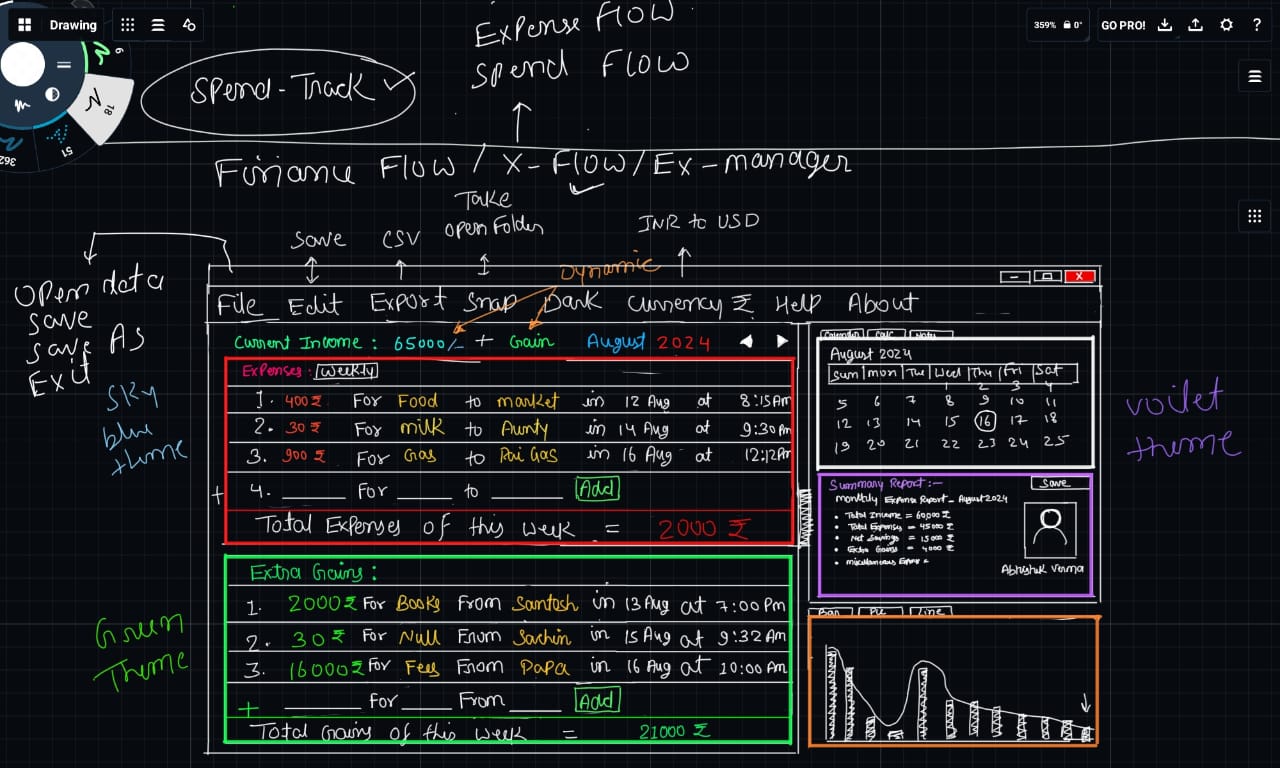 Drawing
359% 0°
GO PRO!
?
18
51
Expense Flow
Spend Flow
Spend-Track
Finance Flow / X-Flow / Ex-manager
Save
CSV
Take
open Folder
INR to USD
Dynamic
Open data
Save
Save As
Exit
Sky
blue
theme
Green
Theme
voilet
theme
X
File Edit Export Snap Dark Currency ₹ Help About
Current Income : 65000/- + Gain August 2024
Expenses: Weekly
1. 400₹ For Food to market in 12 Aug at 8:15Am
2. 30₹ For milk to Aunty in 14 Aug at 9:30Pm
3. 900₹ For Gas to Pai Gas in 16 Aug at 12:12Pm
+ 4. For to Add
Total Expenses of this week = 2000 ₹
Extra Gains:
1. 2000₹ For Books From Santosh in 13 Aug at 7:00 Pm
2. 30₹ For Null From Sachin in 15 Aug at 9:32 Am
3. 16000₹ For Fees From Papa in 16 Aug at 10:00 Am
+ For From Add
Total Gains of this week = 21000 ₹
Calendar Calc Note
August 2024
Sun mon Tue Wed Thu Fri Sat
1 2 3 4
5 6 7 8 9 10 11
12 13 14 15 16 17 18
19 20 21 22 23 24 25
Summary Report:- Save
monthly Expense Report - August 2024
Total Income = 60,000 ₹
Total Expenses = 45000 ₹
Net Savings = 15000 ₹
Extra Gains = 4000 ₹
Abhishek Verma
Bar Pie Line